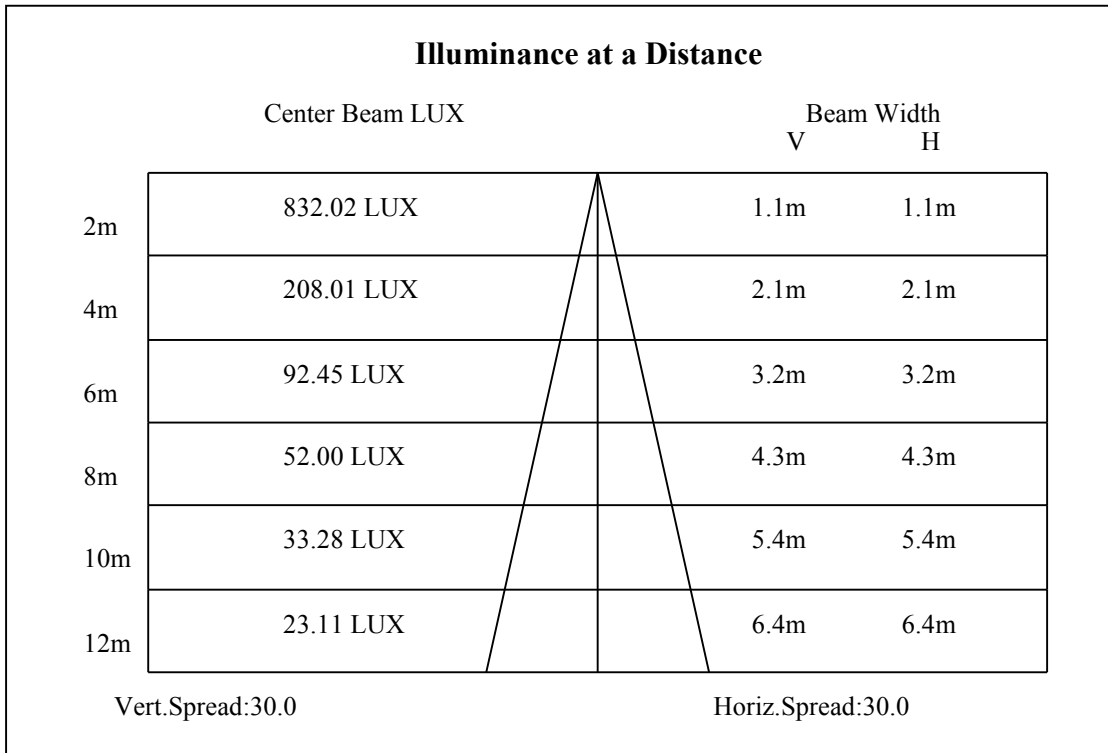 Illuminance at a Distance
Center Beam LUX Beam Width
V H
2m 832.02 LUX 1.1m 1.1m
4m 208.01 LUX 2.1m 2.1m
6m 92.45 LUX 3.2m 3.2m
8m 52.00 LUX 4.3m 4.3m
10m 33.28 LUX 5.4m 5.4m
12m 23.11 LUX 6.4m 6.4m
Vert.Spread:30.0 Horiz.Spread:30.0